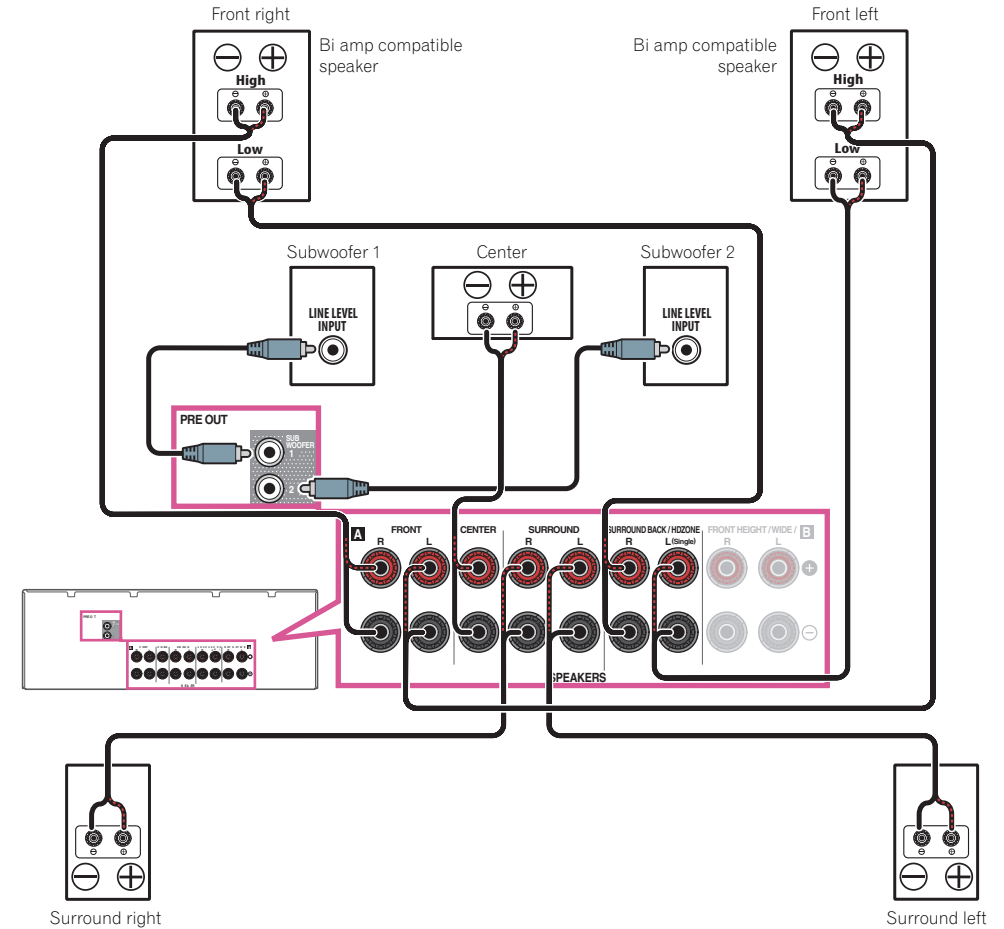 Front right
Front left
Bi amp compatible
speaker
Bi amp compatible
speaker
High
High
Low
Low
Subwoofer 1
Center
Subwoofer 2
LINE LEVEL
INPUT
LINE LEVEL
INPUT
PRE OUT
SUB
WOOFER
1
2
A FRONT CENTER SURROUND SURROUND BACK / HDZONE FRONT HEIGHT / WIDE / B
R L R L R L (Single) R L
SPEAKERS
Surround right
Surround left